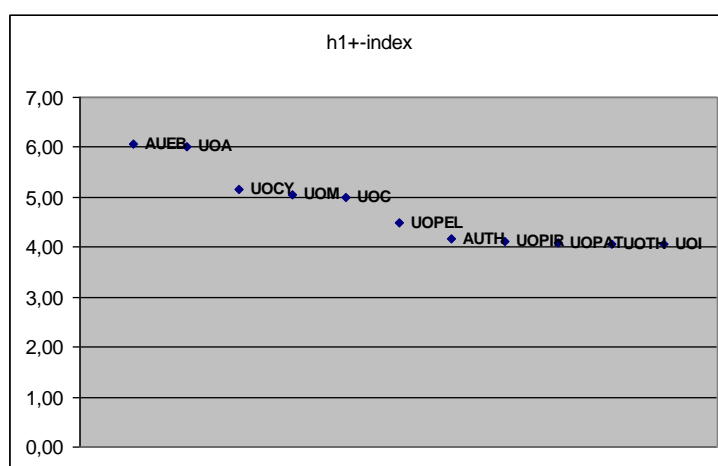 h1+-index
7,00
6,00
5,00
4,00
3,00
2,00
1,00
0,00
AUEB
UOA
UOCY
UOM
UOC
UOPEL
AUTH
UOPIR
UOPAT
UOTH
UOI